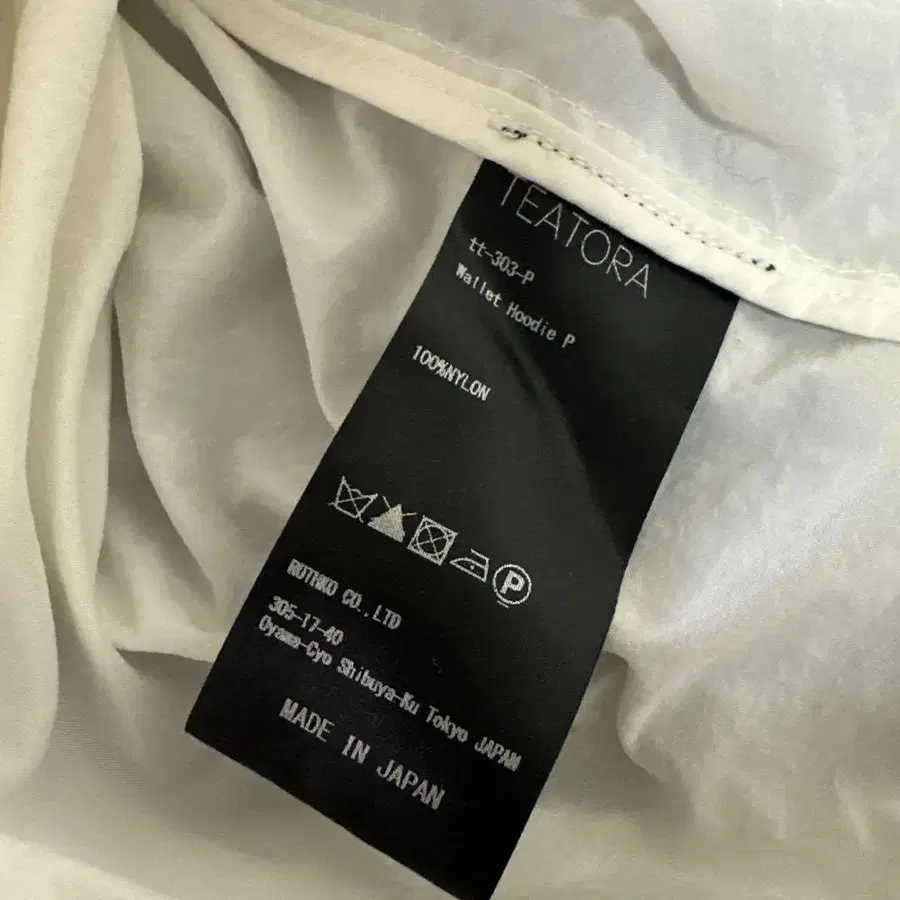 TEATORA
tt-303-P
Wallet Hoodie P
100%NYLON
P
ROTHKO CO.,LTD
305-17-40
Oyama-Cyo Shibuya-Ku Tokyo JAPAN
MADE IN JAPAN